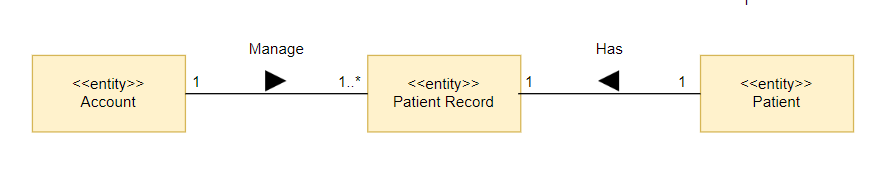 Manage
Has
<<entity>>
Account
1
1..*
<<entity>>
Patient Record
1
1
<<entity>>
Patient